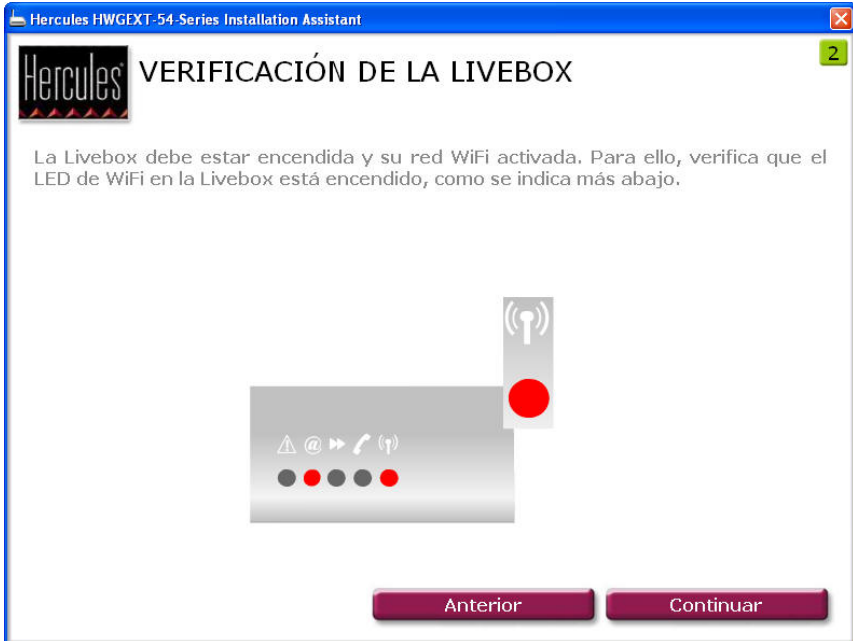 Hercules HWGEXT-54-Series Installation Assistant
2
Hercules
VERIFICACIÓN DE LA LIVEBOX
La Livebox debe estar encendida y su red WiFi activada. Para ello, verifica que el
LED de WiFi en la Livebox está encendido, como se indica más abajo.
@
Anterior
Continuar